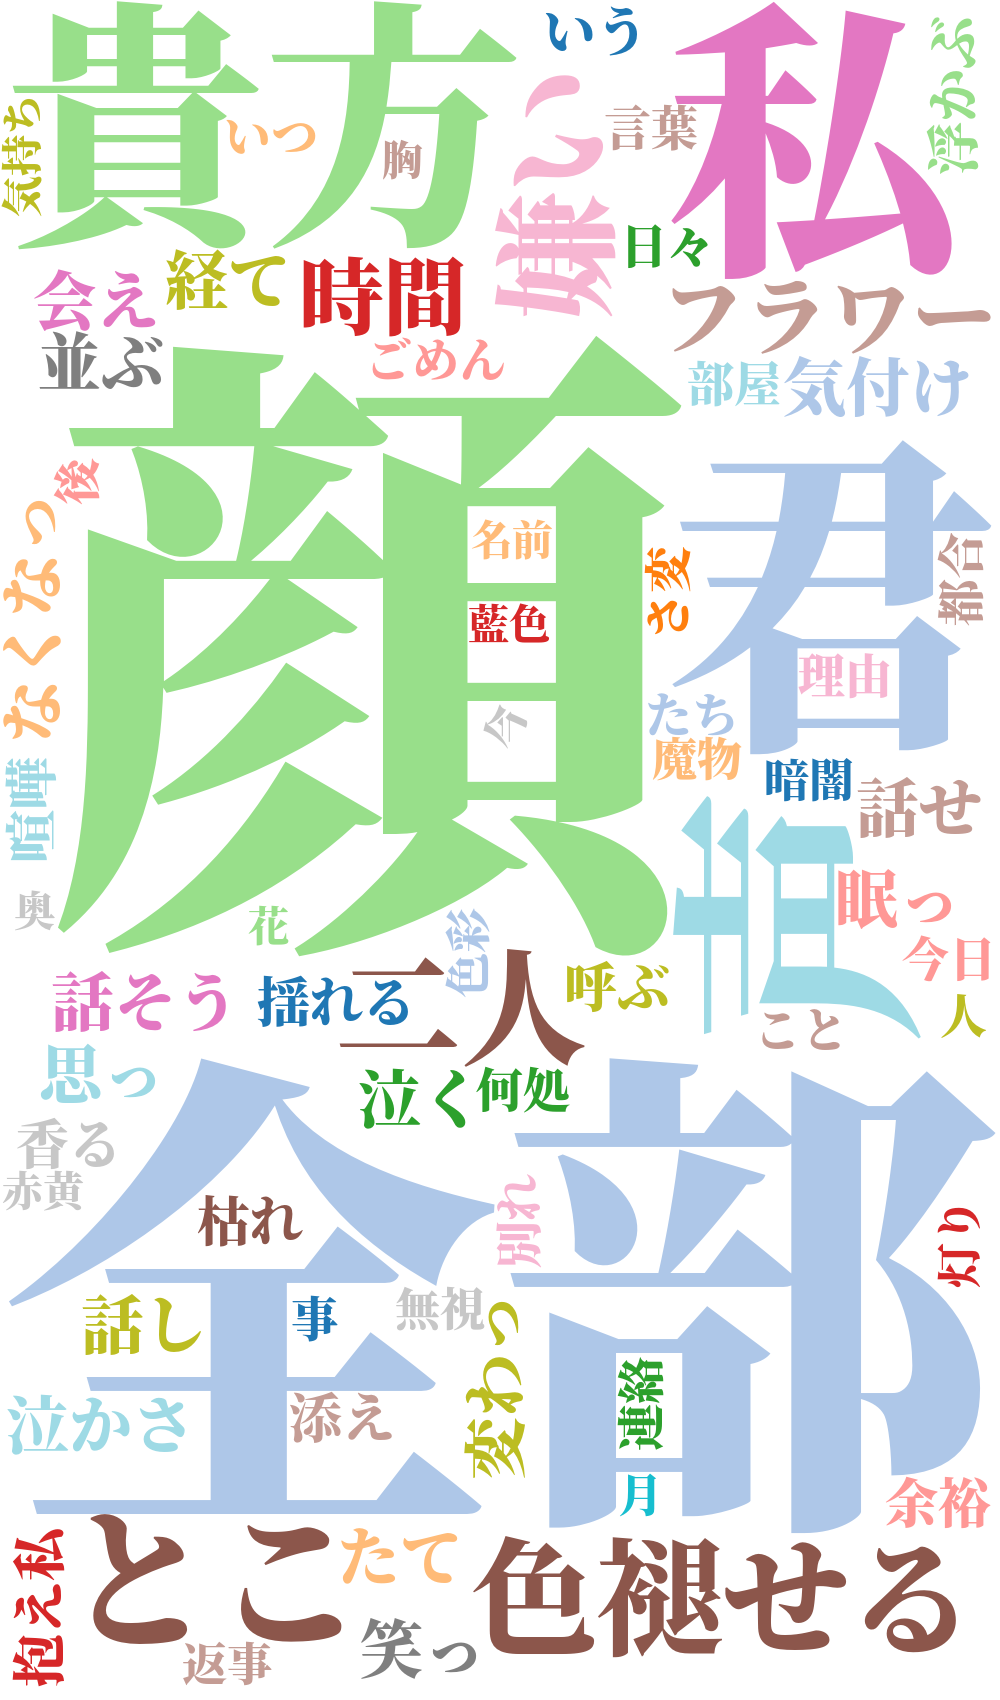 貴方
いう
私
浮かぶ
気持ち
いつ
胸
嫌い
言葉
日々
会え
経て
時間
フラワー
並ぶ
ごめん
部屋
気付け
顔
君
後
なくなっ
名前
さ変
都合
藍色
理由
今
たち
魔物
喧嘩
暗闇
話せ
昔
眠っ
奥
花
色彩
今日
二人
呼ぶ
話そう
揺れる
人
こと
思っ
泣く
何処
全部
香る
赤黄
枯れ
別れ
灯り
話し
事
無視
変わっ
連絡
泣かさ
添え
月
余裕
抱え私
とこ
たて
色褪せる
笑っ
返事